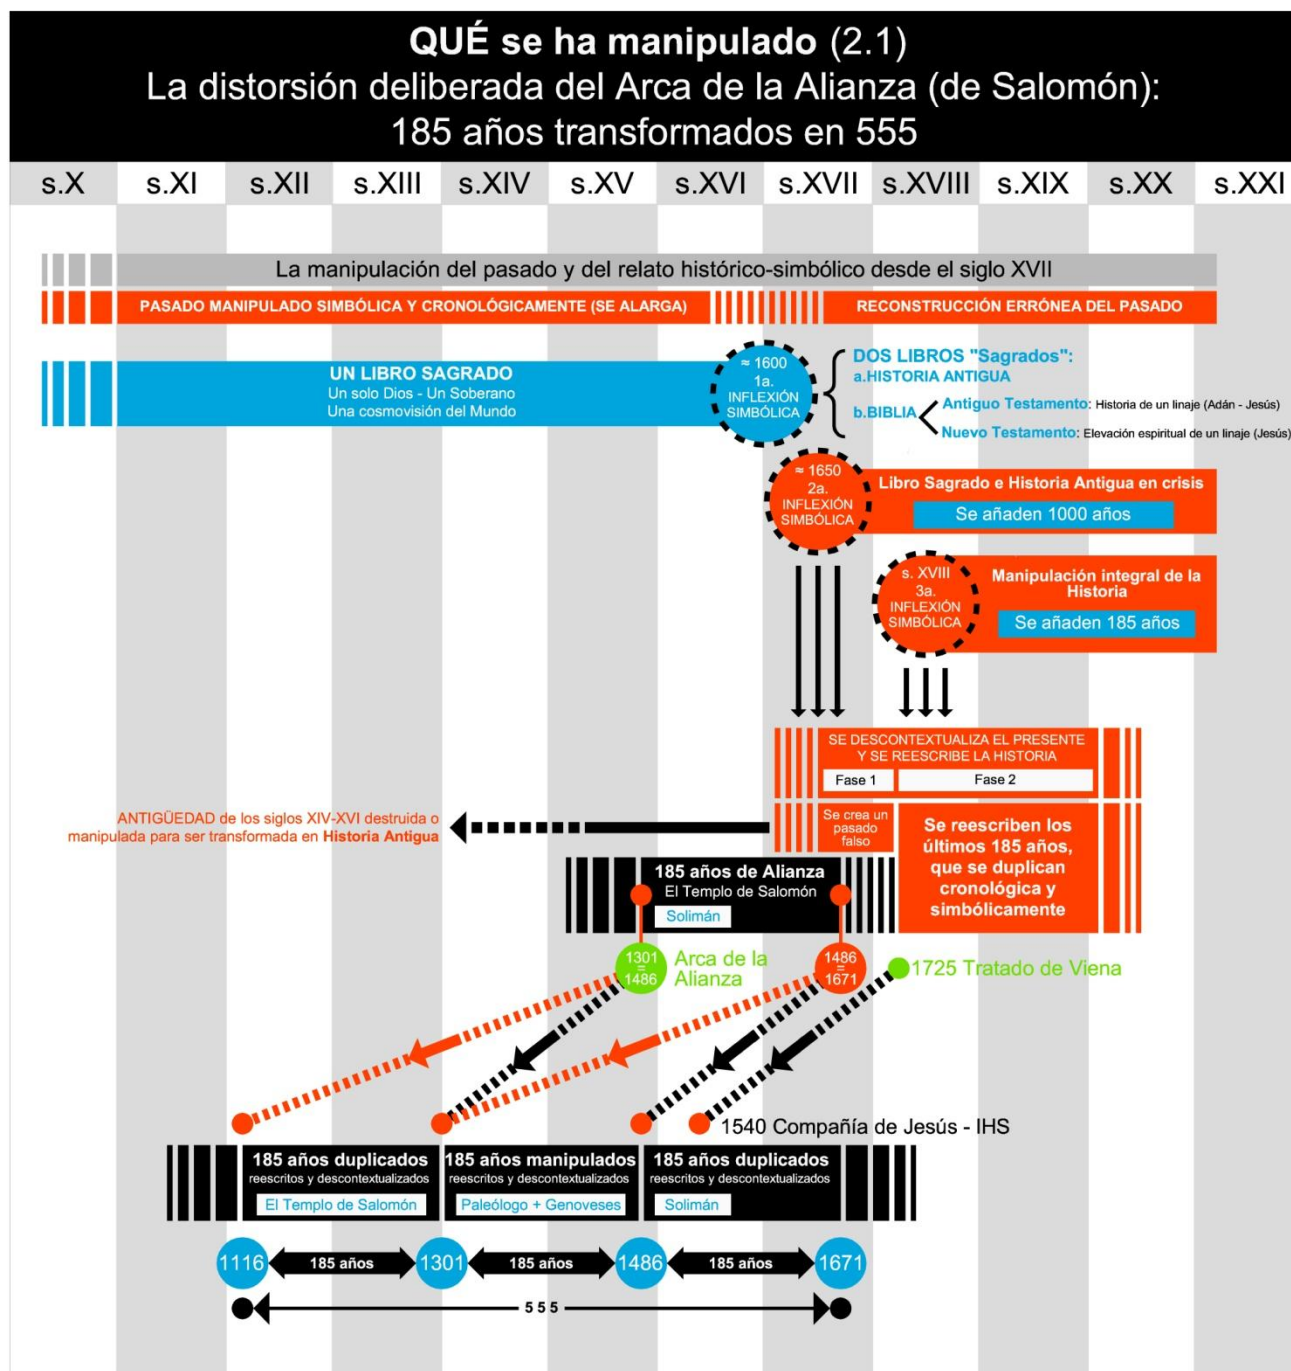 QUÉ se ha manipulado (2.1)
La distorsión deliberada del Arca de la Alianza (de Salomón):
185 años transformados en 555
s.X s.XI s.XII s.XIII s.XIV s.XV s.XVI s.XVII s.XVIII s.XIX s.XX s.XXI
La manipulación del pasado y del relato histórico-simbólico desde el siglo XVII
PASADO MANIPULADO SIMBÓLICA Y CRONOLÓGICAMENTE (SE ALARGA)
RECONSTRUCCIÓN ERRÓNEA DEL PASADO
UN LIBRO SAGRADO
Un solo Dios - Un Soberano
Una cosmovisión del Mundo
≈ 1600
1a.
INFLEXIÓN
SIMBÓLICA
DOS LIBROS "Sagrados":
a.HISTORIA ANTIGUA
b.BIBLIA
Antiguo Testamento: Historia de un linaje (Adán - Jesús)
Nuevo Testamento: Elevación espiritual de un linaje (Jesús)
≈ 1650
2a.
INFLEXIÓN
SIMBÓLICA
Libro Sagrado e Historia Antigua en crisis
Se añaden 1000 años
s. XVIII
3a.
INFLEXIÓN
SIMBÓLICA
Manipulación integral de la
Historia
Se añaden 185 años
SE DESCONTEXTUALIZA EL PRESENTE
Y SE REESCRIBE LA HISTORIA
Fase 1
Fase 2
ANTIGÜEDAD de los siglos XIV-XVI destruida o
manipulada para ser transformada en Historia Antigua
Se crea un
pasado
falso
Se reescriben los
últimos 185 años,
que se duplican
cronológica y
simbólicamente
185 años de Alianza
El Templo de Salomón
Solimán
1301
=
1486
Arca de la
Alianza
1486
=
1671
1725 Tratado de Viena
1540 Compañía de Jesús - IHS
185 años duplicados
reescritos y descontextualizados
El Templo de Salomón
185 años manipulados
reescritos y descontextualizados
Paleólogo + Genoveses
185 años duplicados
reescritos y descontextualizados
Solimán
1116 185 años 1301 185 años 1486 185 años 1671
5 5 5